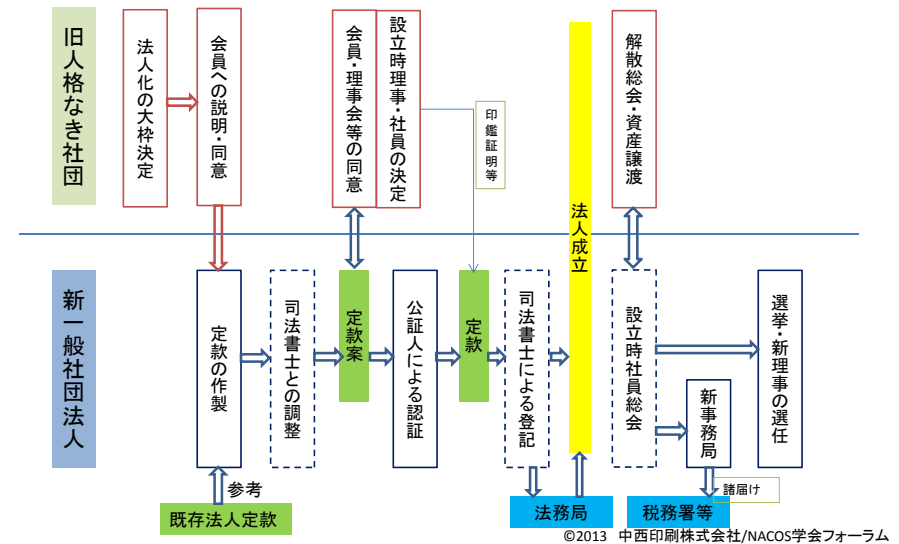 旧人格なき社団
法人化の大枠決定
会員への説明・同意
会員・理事会等の同意
設立時理事・社員の決定
印鑑証明等
法人成立
解散総会・資産譲渡
新一般社団法人
定款の作製
司法書士との調整
定款案
公証人による認証
定款
司法書士による登記
設立時社員総会
新事務局
選挙・新理事の選任
参考
既存法人定款
法務局
諸届け
税務署等
©2013 中西印刷株式会社/NACOS学会フォーラム